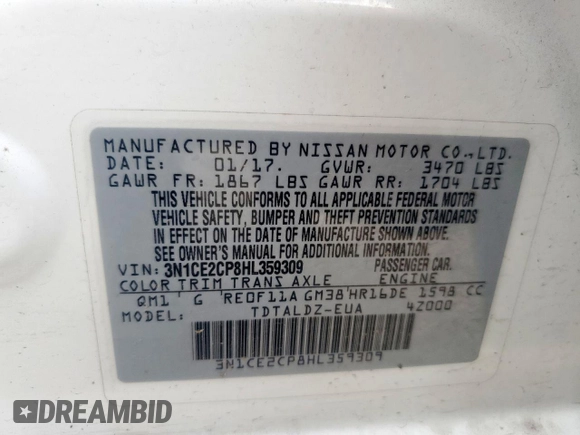 MANUFACTURED BY NISSAN MOTOR CO.,LTD.
DATE: 01/17. GVWR: 3470 LBS
GAWR FR: 1867 LBS GAWR RR: 1704 LBS
THIS VEHICLE CONFORMS TO ALL APPLICABLE FEDERAL MOTOR
VEHICLE SAFETY, BUMPER AND THEFT PREVENTION STANDARDS
IN EFFECT ON THE DATE OF MANUFACTURE SHOWN ABOVE.
SEE OWNER'S MANUAL FOR ADDITIONAL INFORMATION.
VIN: 3N1CE2CP8HL359309 PASSENGER CAR.
COLOR TRIM TRANS AXLE ENGINE
QM1 G RE0F11A GM38 HR16DE 1598 CC
MODEL: TDTALDZ-EUA 42000
3N1CE2CP8HL359309
DREAMBID DREAMBID